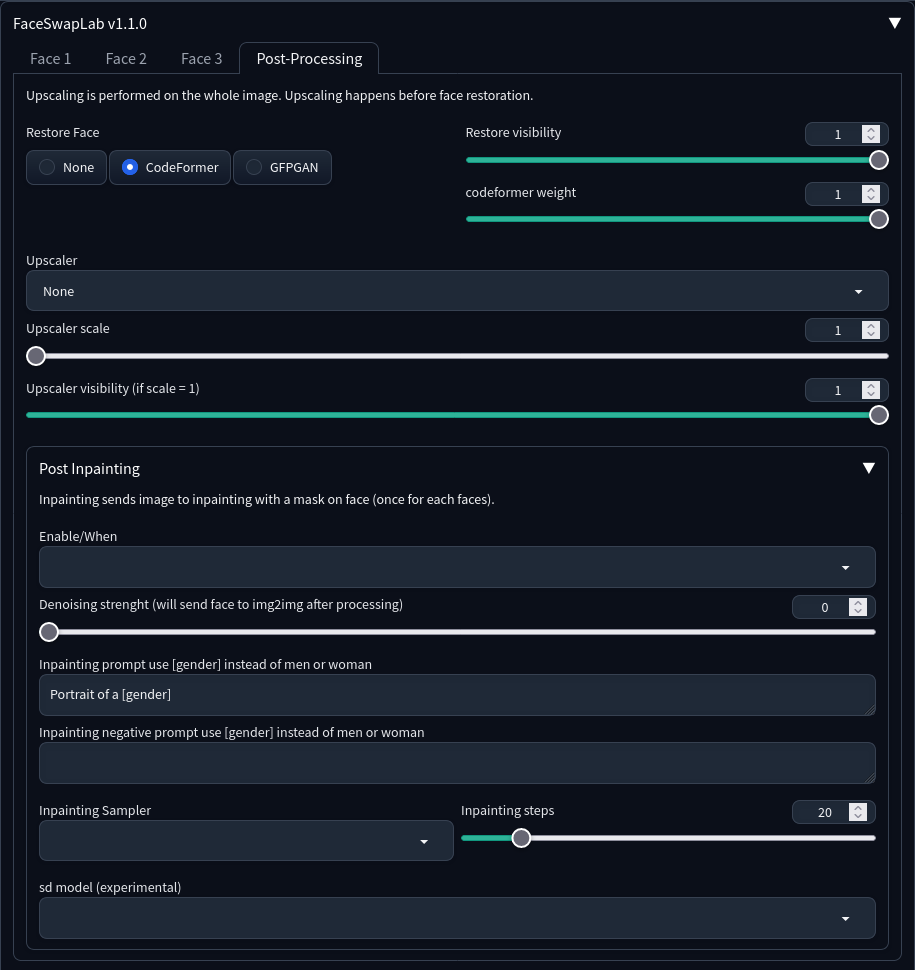 FaceSwapLab v1.1.0
Face 1 Face 2 Face 3 Post-Processing
Upscaling is performed on the whole image. Upscaling happens before face restoration.
Restore Face
None CodeFormer GFPGAN
Restore visibility 1
codeformer weight 1
Upscaler
None
Upscaler scale 1
Upscaler visibility (if scale = 1) 1
Post Inpainting
Inpainting sends image to inpainting with a mask on face (once for each faces).
Enable/When
Denoising strenght (will send face to img2img after processing) 0
Inpainting prompt use [gender] instead of men or woman
Portrait of a [gender]
Inpainting negative prompt use [gender] instead of men or woman
Inpainting Sampler
Inpainting steps 20
sd model (experimental)